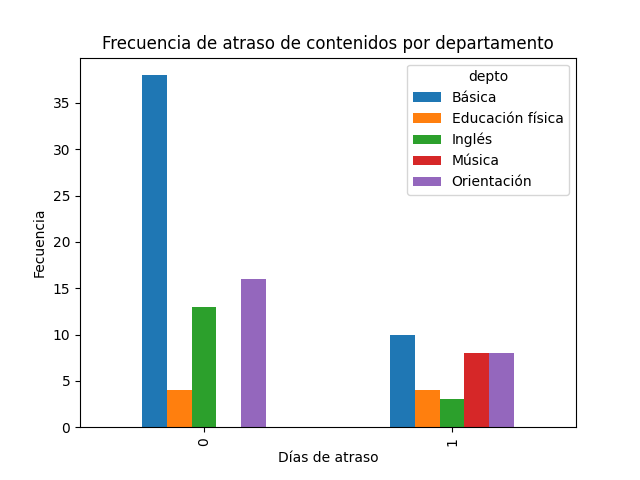 Frecuencia de atraso de contenidos por departamento
depto
Básica
Educación física
Inglés
Música
Orientación
Fecuencia
35
30
25
20
15
10
5
0
0
1
Días de atraso